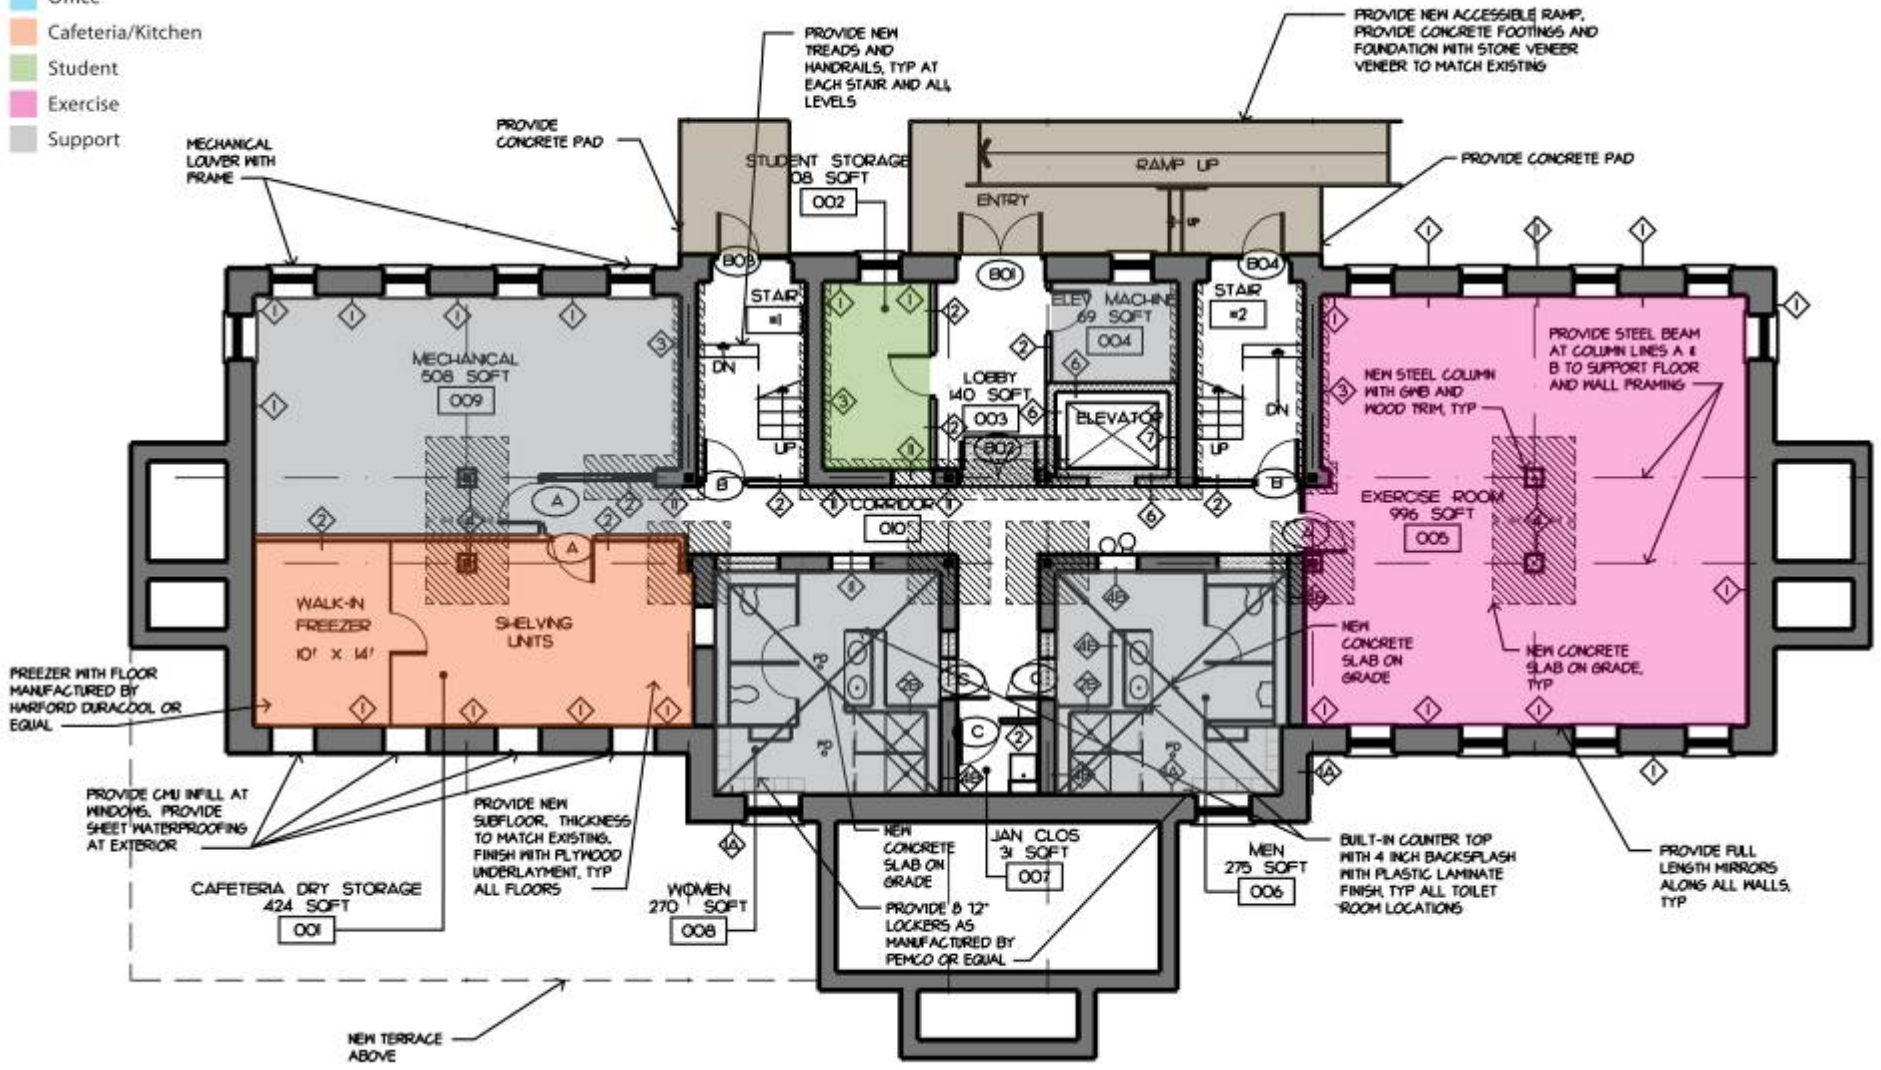 Office
Cafeteria/Kitchen
Student
Exercise
Support
MECHANICAL
LOUVER WITH
FRAME
PROVIDE
CONCRETE PAD
PROVIDE NEW
TREADS AND
HANDRAILS, TYP AT
EACH STAIR AND ALL
LEVELS
PROVIDE NEW ACCESSIBLE RAMP,
PROVIDE CONCRETE FOOTINGS AND
FOUNDATION WITH STONE VENEER
VENEER TO MATCH EXISTING
PROVIDE CONCRETE PAD
STUDENT STORAGE
08 SQFT
002
RAMP UP
ENTRY
UP
B03
B01
B04
STAIR
#1
DN
UP
ELEV MACHINE
69 SQFT
004
STAIR
#2
DN
UP
MECHANICAL
508 SQFT
009
LOBBY
140 SQFT
003
B02
ELEVATOR
PROVIDE STEEL BEAM
AT COLUMN LINES A &
B TO SUPPORT FLOOR
AND WALL FRAMING
NEW STEEL COLUMN
WITH GWB AND
WOOD TRIM, TYP
EXERCISE ROOM
996 SQFT
005
CORRIDOR
010
A
A
B
B
WALK-IN
FREEZER
10' X 14'
SHELVING
UNITS
FREEZER WITH FLOOR
MANUFACTURED BY
HARFORD DURACOOL OR
EQUAL
FD
FD
FD
C
C
C
NEW
CONCRETE
SLAB ON
GRADE
NEW CONCRETE
SLAB ON GRADE,
TYP
PROVIDE CMU INFILL AT
WINDOWS, PROVIDE
SHEET WATERPROOFING
AT EXTERIOR
PROVIDE NEW
SUBFLOOR, THICKNESS
TO MATCH EXISTING.
FINISH WITH PLYWOOD
UNDERLAYMENT, TYP
ALL FLOORS
CAFETERIA DRY STORAGE
424 SQFT
001
WOMEN
270 SQFT
008
NEW
CONCRETE
SLAB ON
GRADE
PROVIDE 8 72"
LOCKERS AS
MANUFACTURED BY
PEMCO OR EQUAL
JAN CLOS
31 SQFT
007
MEN
275 SQFT
006
BUILT-IN COUNTER TOP
WITH 4 INCH BACKSPLASH
WITH PLASTIC LAMINATE
FINISH, TYP ALL TOILET
ROOM LOCATIONS
PROVIDE FULL
LENGTH MIRRORS
ALONG ALL WALLS,
TYP
NEW TERRACE
ABOVE